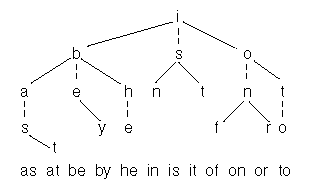 i
b s o
a e h n t n t
s y e f r o
t
as at be by he in is it of on or to